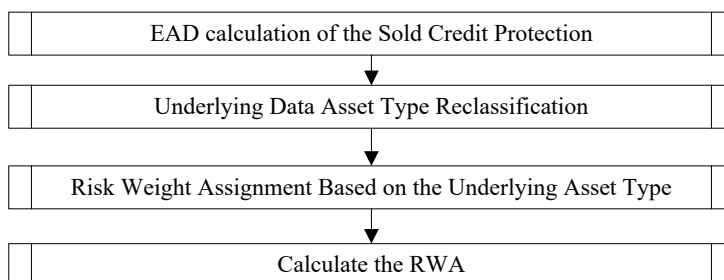 EAD calculation of the Sold Credit Protection
Underlying Data Asset Type Reclassification
Risk Weight Assignment Based on the Underlying Asset Type
Calculate the RWA